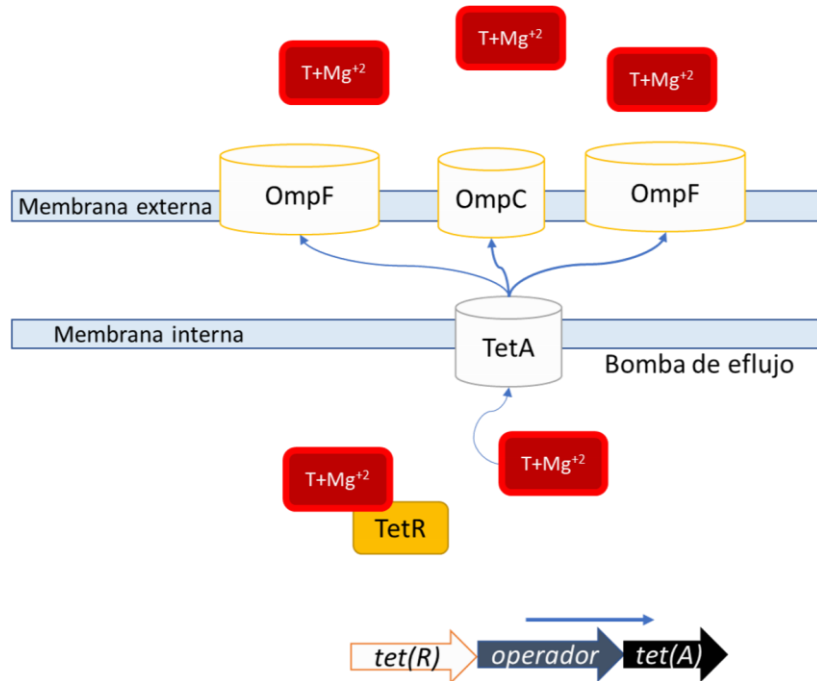 T+Mg⁺²
T+Mg⁺²
T+Mg⁺²
OmpF
OmpC
OmpF
Membrana externa
Membrana interna
TetA
Bomba de eflujo
T+Mg⁺²
T+Mg⁺²
TetR
tet(R)
operador
tet(A)